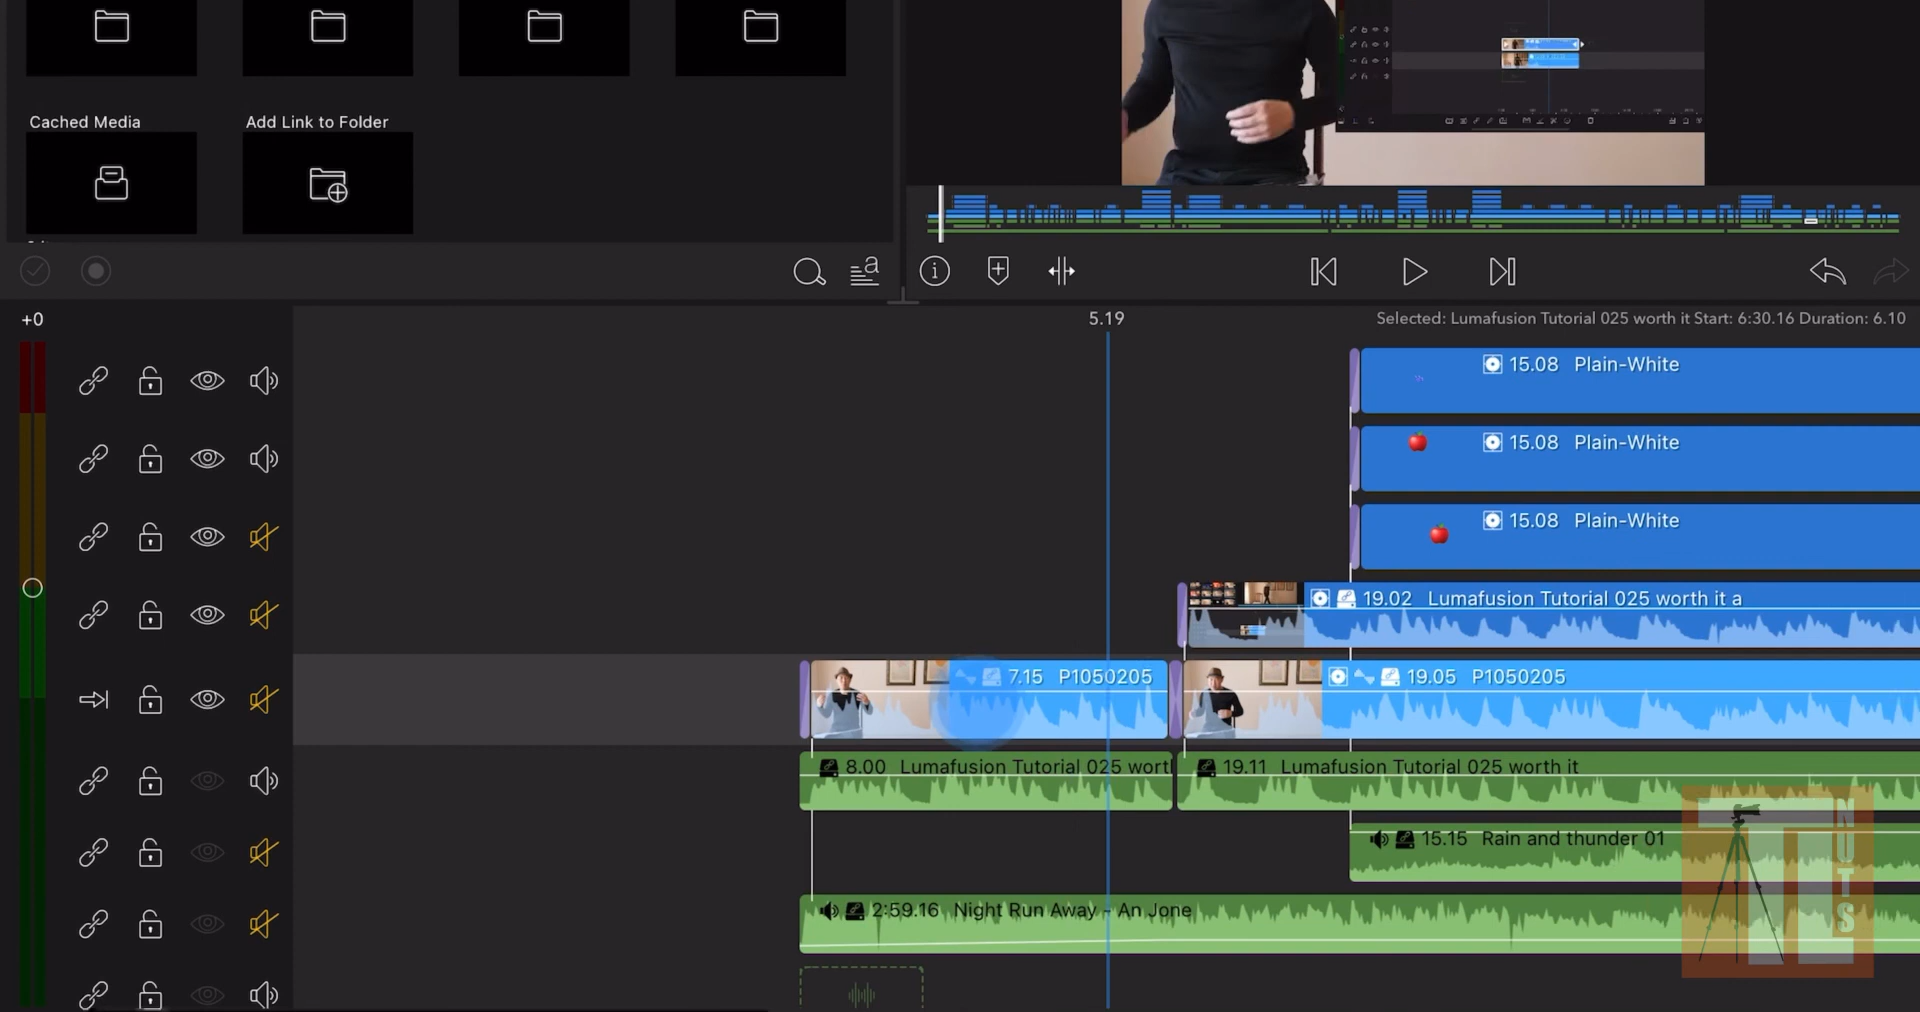 Cached Media
Add Link to Folder
a
i
+0
5.19
Selected: Lumafusion Tutorial 025 worth it Start: 6:30.16 Duration: 6.10
15.08 Plain-White
15.08 Plain-White
15.08 Plain-White
19.02 Lumafusion Tutorial 025 worth it a
7.15 P1050205
19.05 P1050205
8.00 Lumafusion Tutorial 025 wort
19.11 Lumafusion Tutorial 025 worth it
15.15 Rain and thunder 01
2:59.16 Night Run Away - An Jone
NUTS